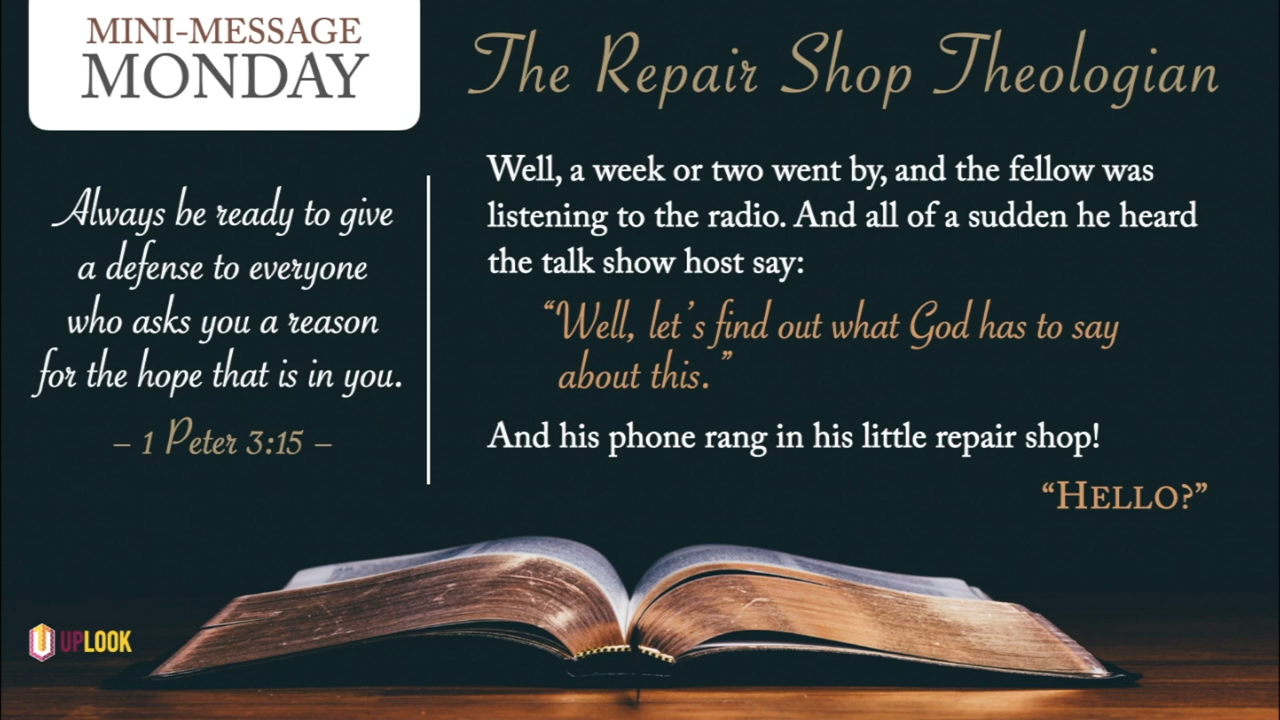 MINI-MESSAGE
MONDAY
The Repair Shop Theologian
Always be ready to give
a defense to everyone
who asks you a reason
for the hope that is in you.
– 1 Peter 3:15 –
Well, a week or two went by, and the fellow was
listening to the radio. And all of a sudden he heard
the talk show host say:
“Well, let’s find out what God has to say
about this.”
And his phone rang in his little repair shop!
“HELLO?”
UPLOOK